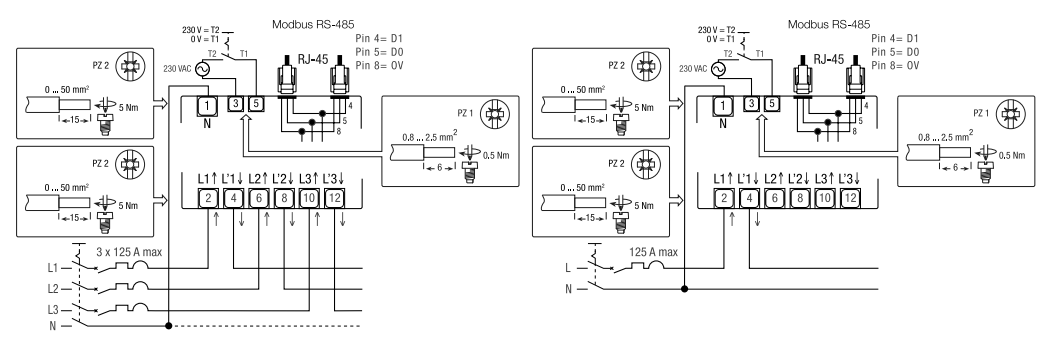 Modbus RS-485
Pin 4= D1
Pin 5= D0
Pin 8= 0V
230 V = T2
0 V = T1
T2
T1
230 VAC
RJ-45
PZ 2
0 ... 50 mm²
15
5 Nm
1
N
3
5
4
5
8
PZ 1
0.8 ... 2.5 mm²
6
0.5 Nm
PZ 2
0 ... 50 mm²
15
5 Nm
L1↑ L'1↓ L2↑ L'2↓ L3↑ L'3↓
2 4 6 8 10 12
3 x 125 A max
L1
L2
L3
N
Modbus RS-485
Pin 4= D1
Pin 5= D0
Pin 8= 0V
230 V = T2
0 V = T1
T2
T1
230 VAC
RJ-45
PZ 2
0 ... 50 mm²
15
5 Nm
1
N
3
5
4
5
8
PZ 1
0.8 ... 2.5 mm²
6
0.5 Nm
PZ 2
0 ... 50 mm²
15
5 Nm
L1↑ L'1↓ L2↑ L'2↓ L3↑ L'3↓
2 4 6 8 10 12
125 A max
L
N